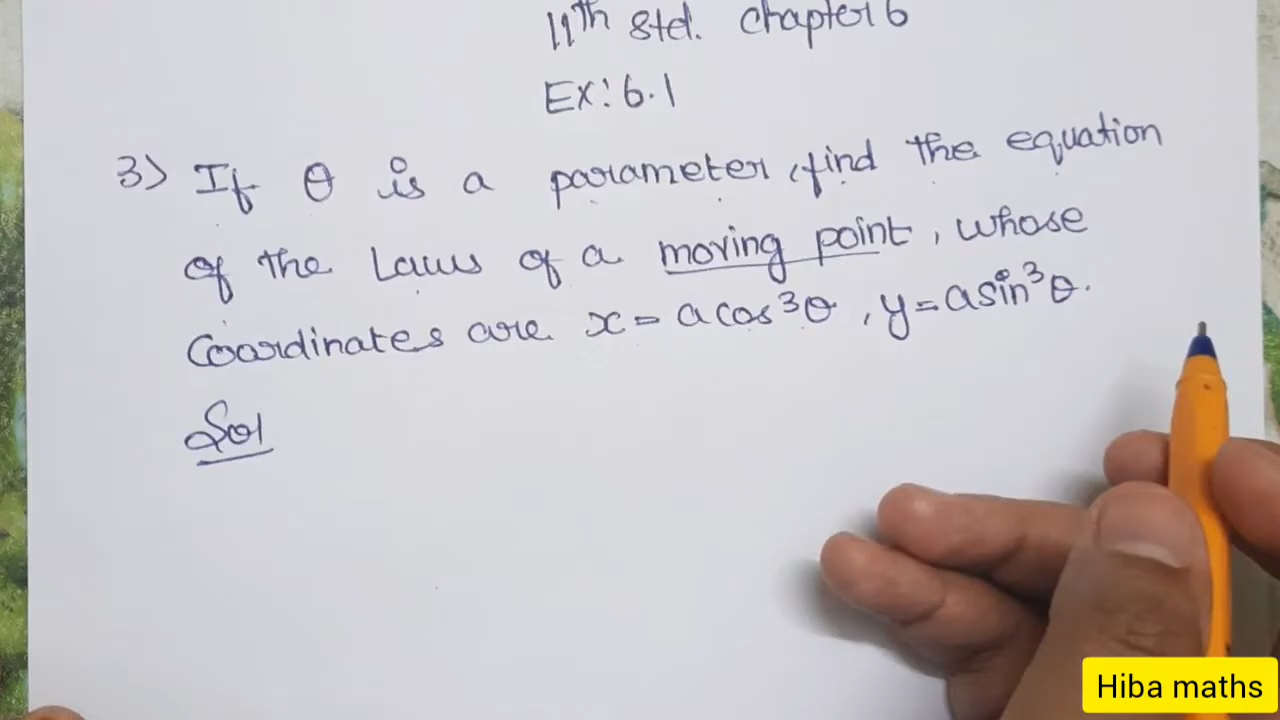 11th std. Chapter 6
Ex: 6.1
3) If θ is a parameter, find the equation
of the Laws of a moving point, whose
Coordinates are x = a cos³θ, y = a sin³θ.
Sol
Hiba maths